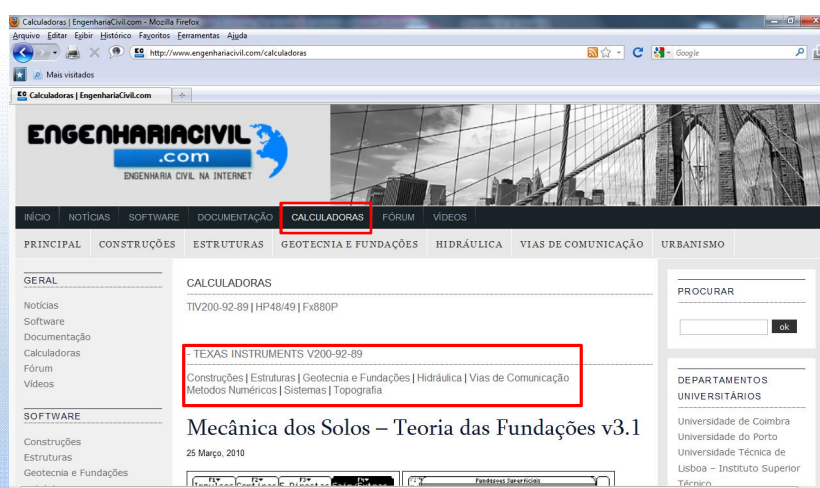 Calculadoras | EngenhariaCivil.com - Mozilla Firefox
Arquivo Editar Exibir Histórico Favoritos Ferramentas Ajuda
http://www.engenhariacivil.com/calculadoras
Google
Mais visitados
Calculadoras | EngenhariaCivil.com
ENGENHARIACIVIL
.com
ENGENHARIA CIVIL NA INTERNET
INÍCIO NOTÍCIAS SOFTWARE DOCUMENTAÇÃO CALCULADORAS FÓRUM VÍDEOS
PRINCIPAL CONSTRUÇÕES ESTRUTURAS GEOTECNIA E FUNDAÇÕES HIDRÁULICA VIAS DE COMUNICAÇÃO URBANISMO
GERAL
Notícias
Software
Documentação
Calculadoras
Fórum
Vídeos
SOFTWARE
Construções
Estruturas
Geotecnia e Fundações
CALCULADORAS
TIV200-92-89 | HP48/49 | Fx880P
- TEXAS INSTRUMENTS V200-92-89
Construções | Estruturas | Geotecnia e Fundações | Hidráulica | Vias de Comunicação
Metodos Numéricos | Sistemas | Topografia
Mecânica dos Solos – Teoria das Fundações v3.1
25 Março, 2010
Fundaçoes Superficiais
PROCURAR
ok
DEPARTAMENTOS
UNIVERSITÁRIOS
Universidade de Coimbra
Universidade do Porto
Universidade Técnica de
Lisboa – Instituto Superior
Técnico